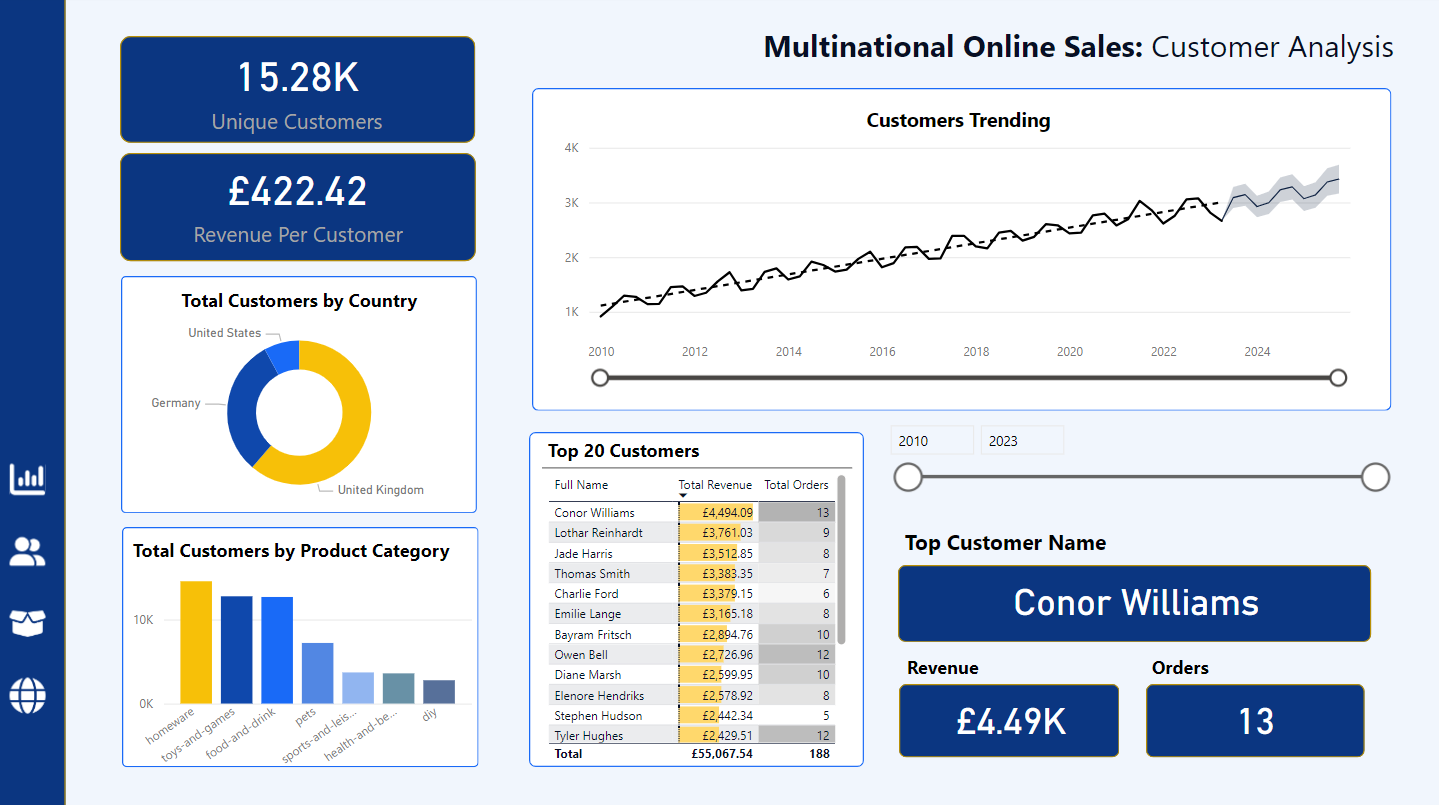 Multinational Online Sales: Customer Analysis
15.28K
Unique Customers
£422.42
Revenue Per Customer
Total Customers by Country
United States
Germany
United Kingdom
Total Customers by Product Category
10K
0K
homeware
toys-and-games
food-and-drink
pets
sports-and-leis...
health-and-be...
diy
Customers Trending
4K
3K
2K
1K
2010 2012 2014 2016 2018 2020 2022 2024
Top 20 Customers
Full Name Total Revenue Total Orders
Conor Williams £4,494.09 13
Lothar Reinhardt £3,761.03 9
Jade Harris £3,512.85 8
Thomas Smith £3,383.35 7
Charlie Ford £3,379.15 6
Emilie Lange £3,165.18 8
Bayram Fritsch £2,894.76 10
Owen Bell £2,726.96 12
Diane Marsh £2,599.95 10
Elenore Hendriks £2,578.92 8
Stephen Hudson £2,442.34 5
Tyler Hughes £2,429.51 12
Total £55,067.54 188
2010 2023
Top Customer Name
Conor Williams
Revenue Orders
£4.49K 13